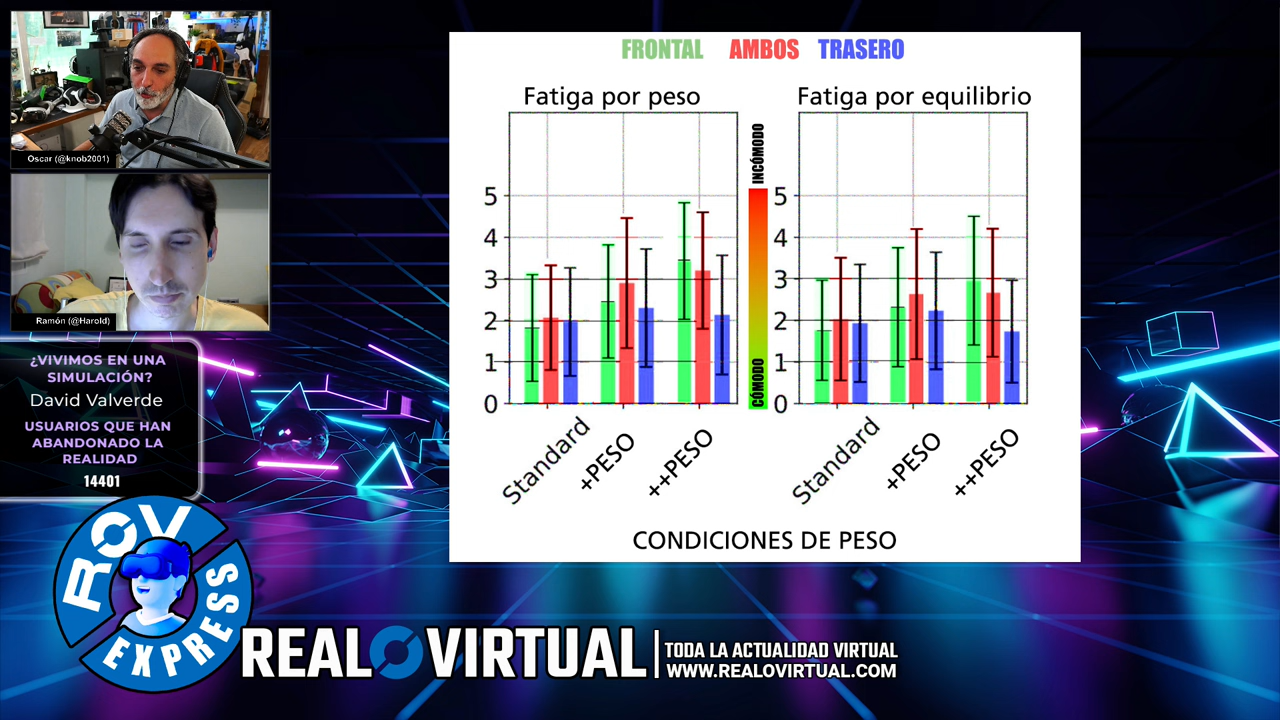 Oscar (@knob2001)
Ramón (@Harold)
¿VIVIMOS EN UNA
SIMULACIÓN?
David Valverde
USUARIOS QUE HAN
ABANDONADO LA
REALIDAD
14401
ROV
EXPRESS
REAL O VIRTUAL
TODA LA ACTUALIDAD VIRTUAL
WWW.REALOVIRTUAL.COM
FRONTAL AMBOS TRASERO
Fatiga por peso
5
4
3
2
1
0
Standard
+PESO
++PESO
INCÓMODO
CÓMODO
Fatiga por equilibrio
5
4
3
2
1
0
Standard
+PESO
++PESO
CONDICIONES DE PESO